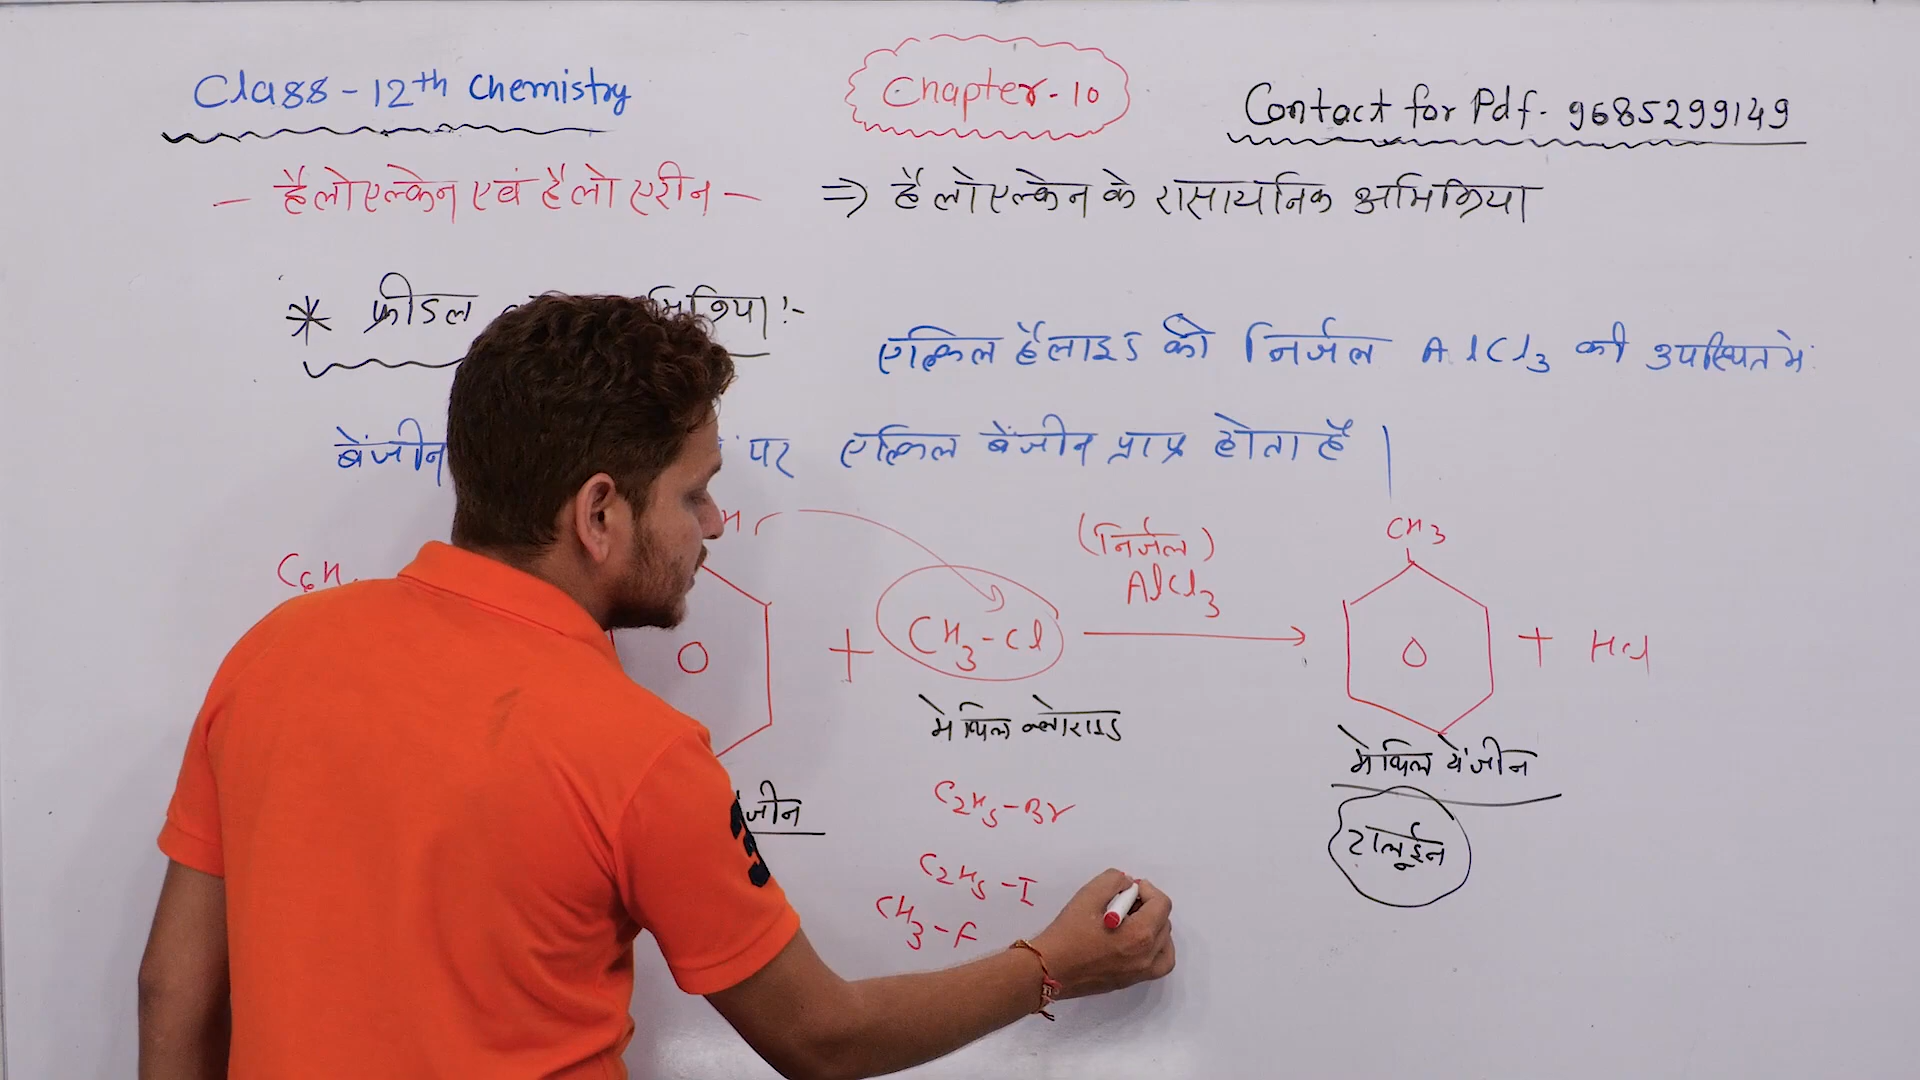 Class - 12th Chemistry
Chapter - 10
Contact for Pdf - 9685299149
- हैलोएल्केन एवं हैलोएरीन -
⇒ हैलोएल्केन के रासायनिक अभिक्रिया
* फ्रीडल मिक्रिया :-
एल्किल हैलाइड की निर्जल AlCl3 की उपस्थित में
बेंजीन पर एल्किल बेंजीन प्राप्त होता है |
H
C6H
+ CH3-Cl
(निर्जल)
AlCl3
CH3
+ HCl
मेथिल क्लोराइड
मेथिल बेंजीन
C2H5-Br
जीन
टालूईन
C2H5-I
CH3-F
3